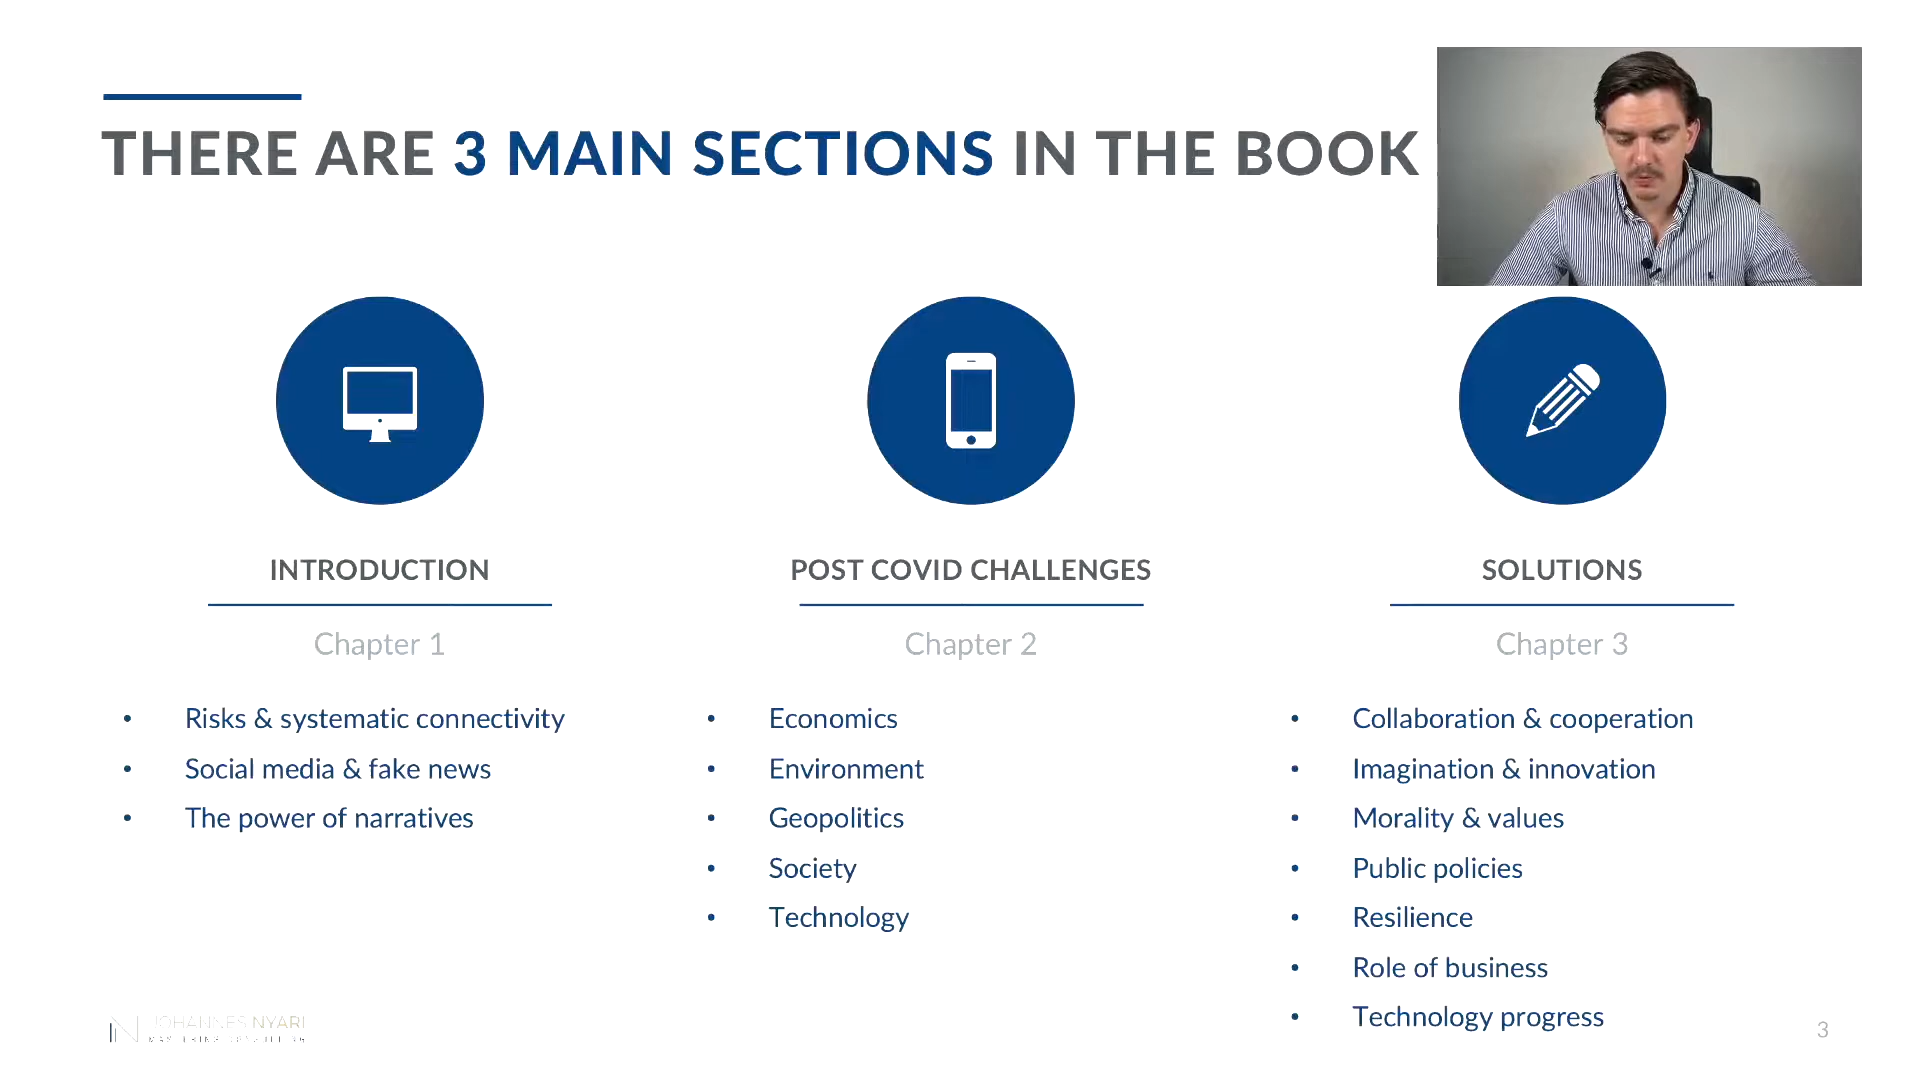 THERE ARE 3 MAIN SECTIONS IN THE BOOK
INTRODUCTION
Chapter 1
• Risks & systematic connectivity
• Social media & fake news
• The power of narratives
POST COVID CHALLENGES
Chapter 2
• Economics
• Environment
• Geopolitics
• Society
• Technology
SOLUTIONS
Chapter 3
• Collaboration & cooperation
• Imagination & innovation
• Morality & values
• Public policies
• Resilience
• Role of business
• Technology progress
JOHANNES NYARI
3